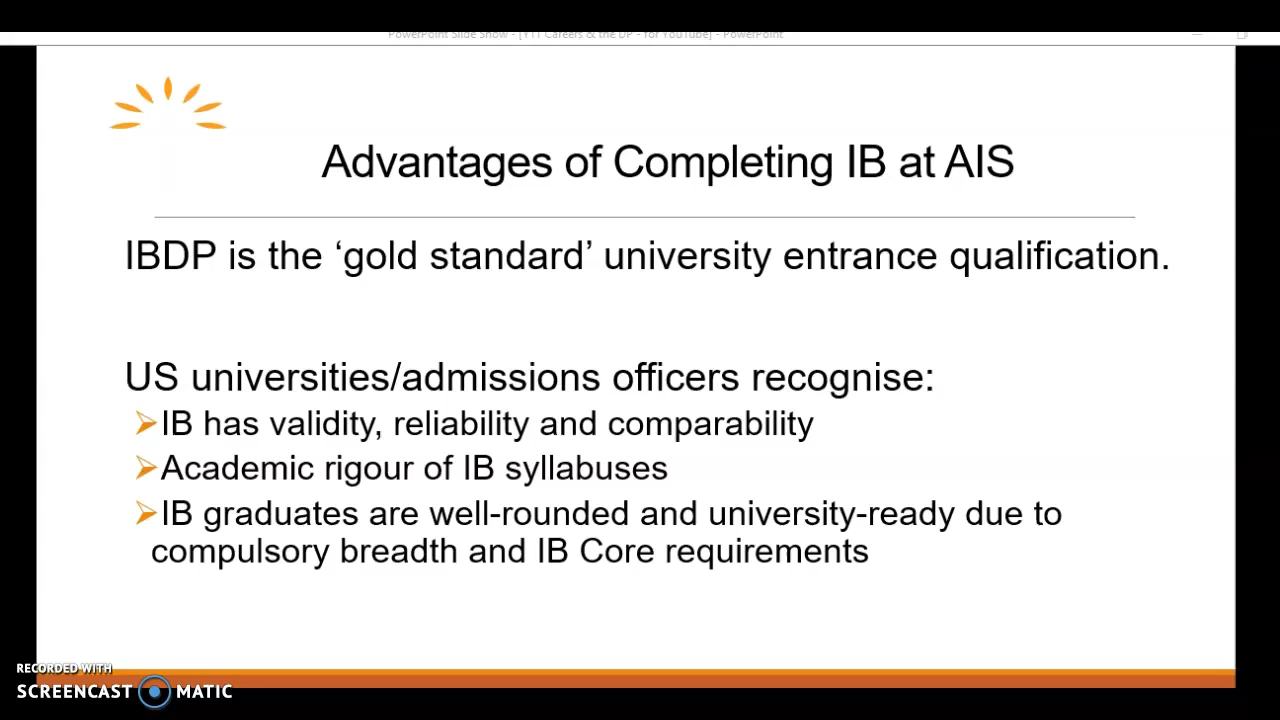 PowerPoint Slide Show - [Y11 Careers & the DP - for YouTube] - PowerPoint
Advantages of Completing IB at AIS
IBDP is the ‘gold standard’ university entrance qualification.
US universities/admissions officers recognise:
IB has validity, reliability and comparability
Academic rigour of IB syllabuses
IB graduates are well-rounded and university-ready due to
compulsory breadth and IB Core requirements
RECORDED WITH
SCREENCAST MATIC